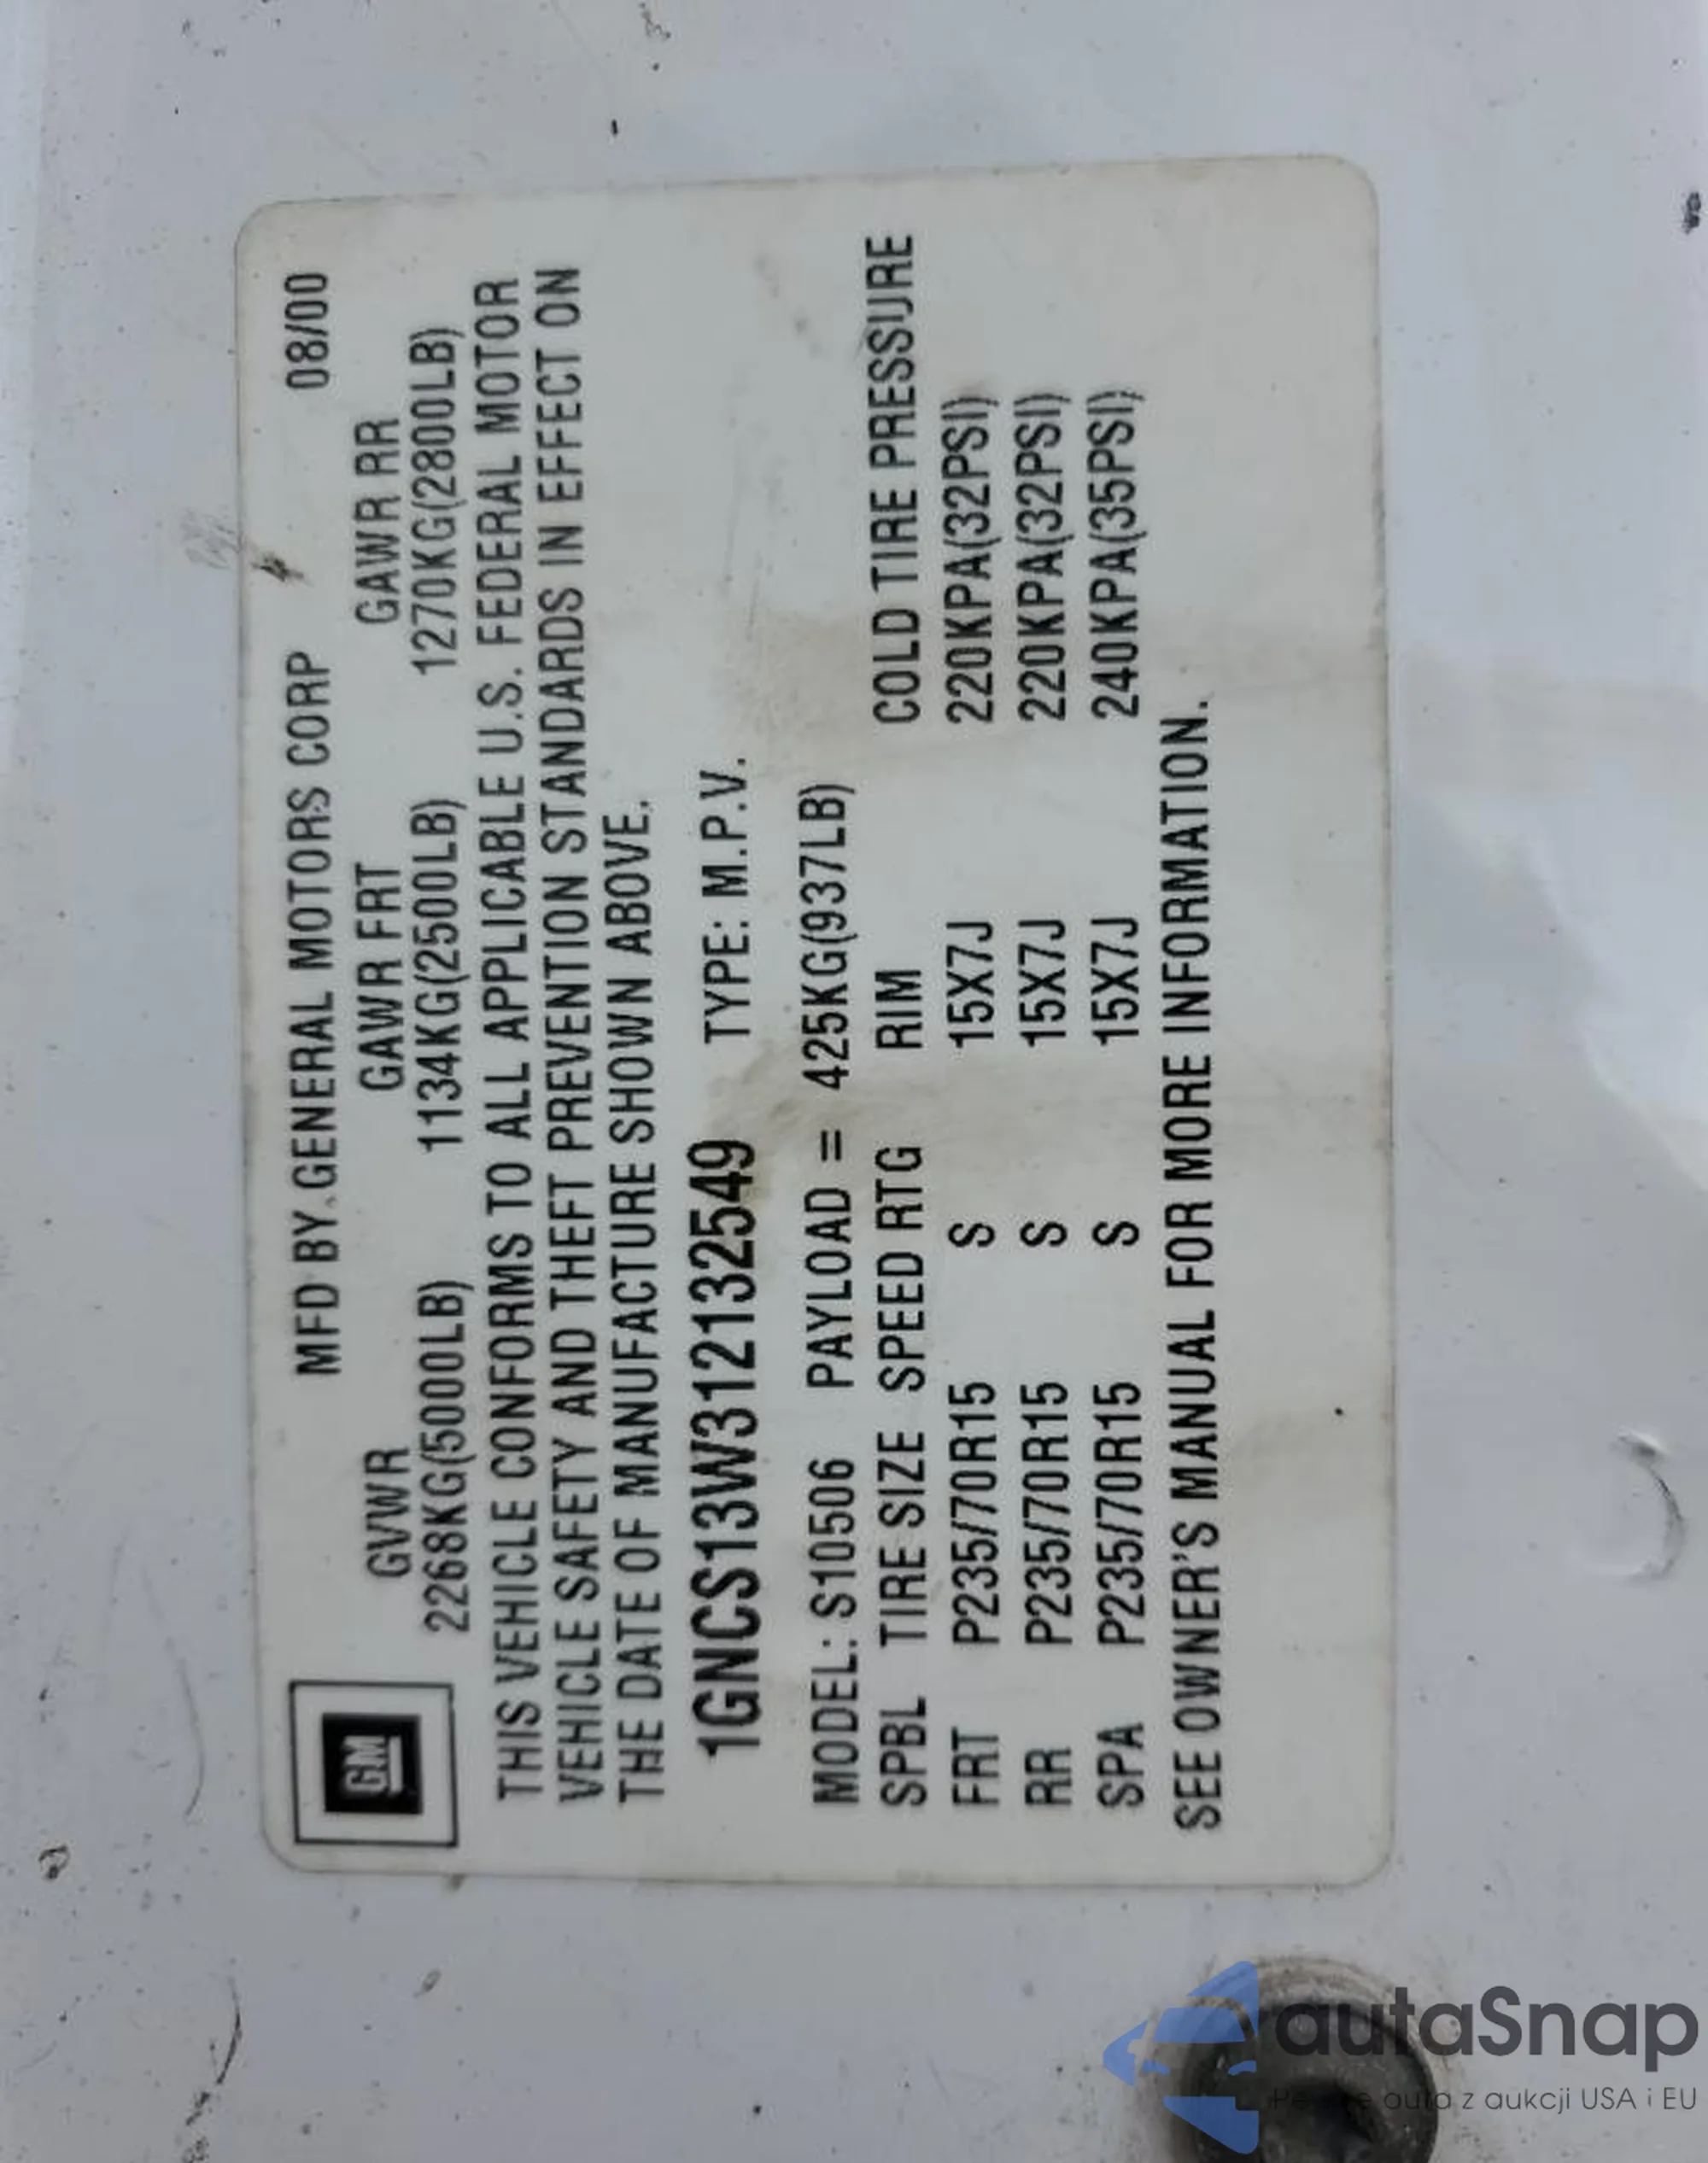 GM
MFD BY GENERAL MOTORS CORP 08/00
GVWR GAWR FRT GAWR RR
2268KG(5000LB) 1134KG(2500LB) 1270KG(2800LB)
THIS VEHICLE CONFORMS TO ALL APPLICABLE U.S. FEDERAL MOTOR
VEHICLE SAFETY AND THEFT PREVENTION STANDARDS IN EFFECT ON
THE DATE OF MANUFACTURE SHOWN ABOVE.
1GNCS13W312132549 TYPE: M.P.V.
MODEL: S10506 PAYLOAD = 425KG(937LB)
SPBL TIRE SIZE SPEED RTG RIM COLD TIRE PRESSURE
FRT P235/70R15 S 15X7J 220KPA(32PSI)
RR P235/70R15 S 15X7J 220KPA(32PSI)
SPA P235/70R15 S 15X7J 240KPA(35PSI)
SEE OWNER'S MANUAL FOR MORE INFORMATION.
autaSnap
auta z aukcji USA i EU